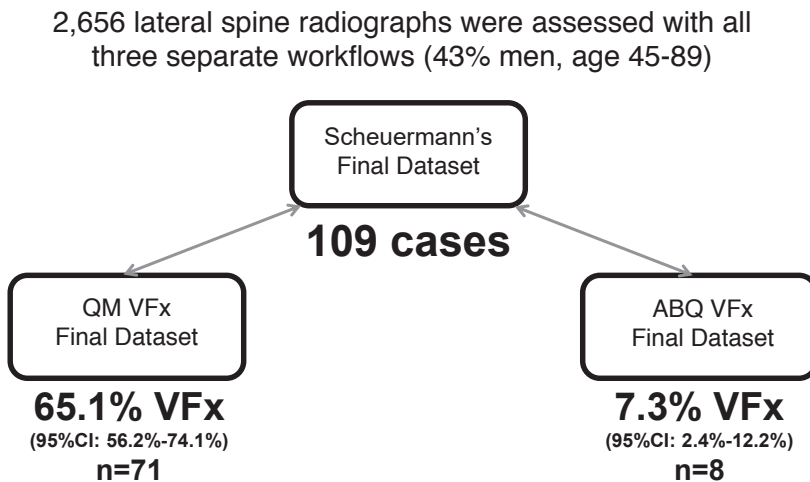 2,656 lateral spine radiographs were assessed with all
three separate workflows (43% men, age 45-89)
Scheuermann’s
Final Dataset
109 cases
QM VFx
Final Dataset
65.1% VFx
(95%CI: 56.2%-74.1%)
n=71
ABQ VFx
Final Dataset
7.3% VFx
(95%CI: 2.4%-12.2%)
n=8